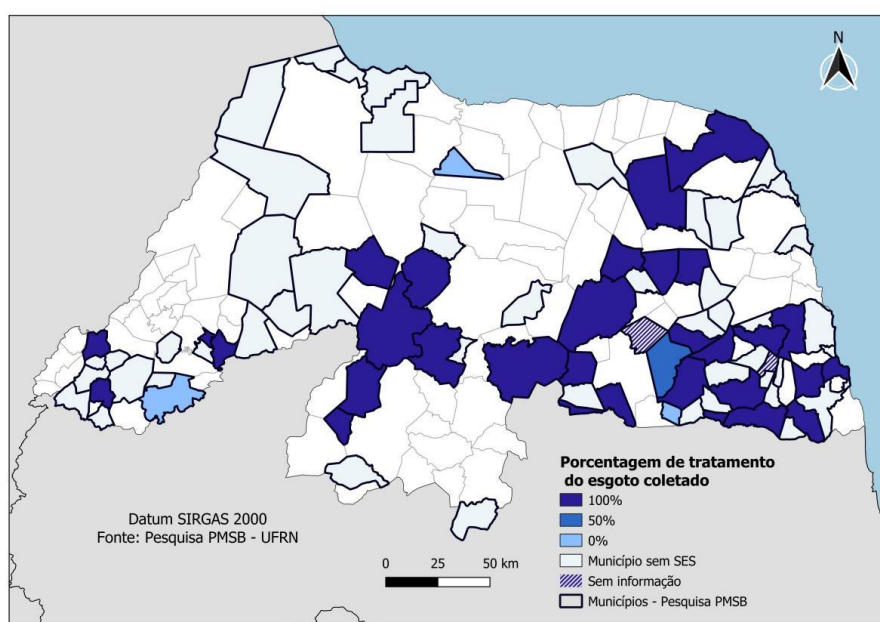 N
Porcentagem de tratamento
do esgoto coletado
100%
50%
0%
Município sem SES
Sem informação
Municípios - Pesquisa PMSB
Datum SIRGAS 2000
Fonte: Pesquisa PMSB - UFRN
0 25 50 km